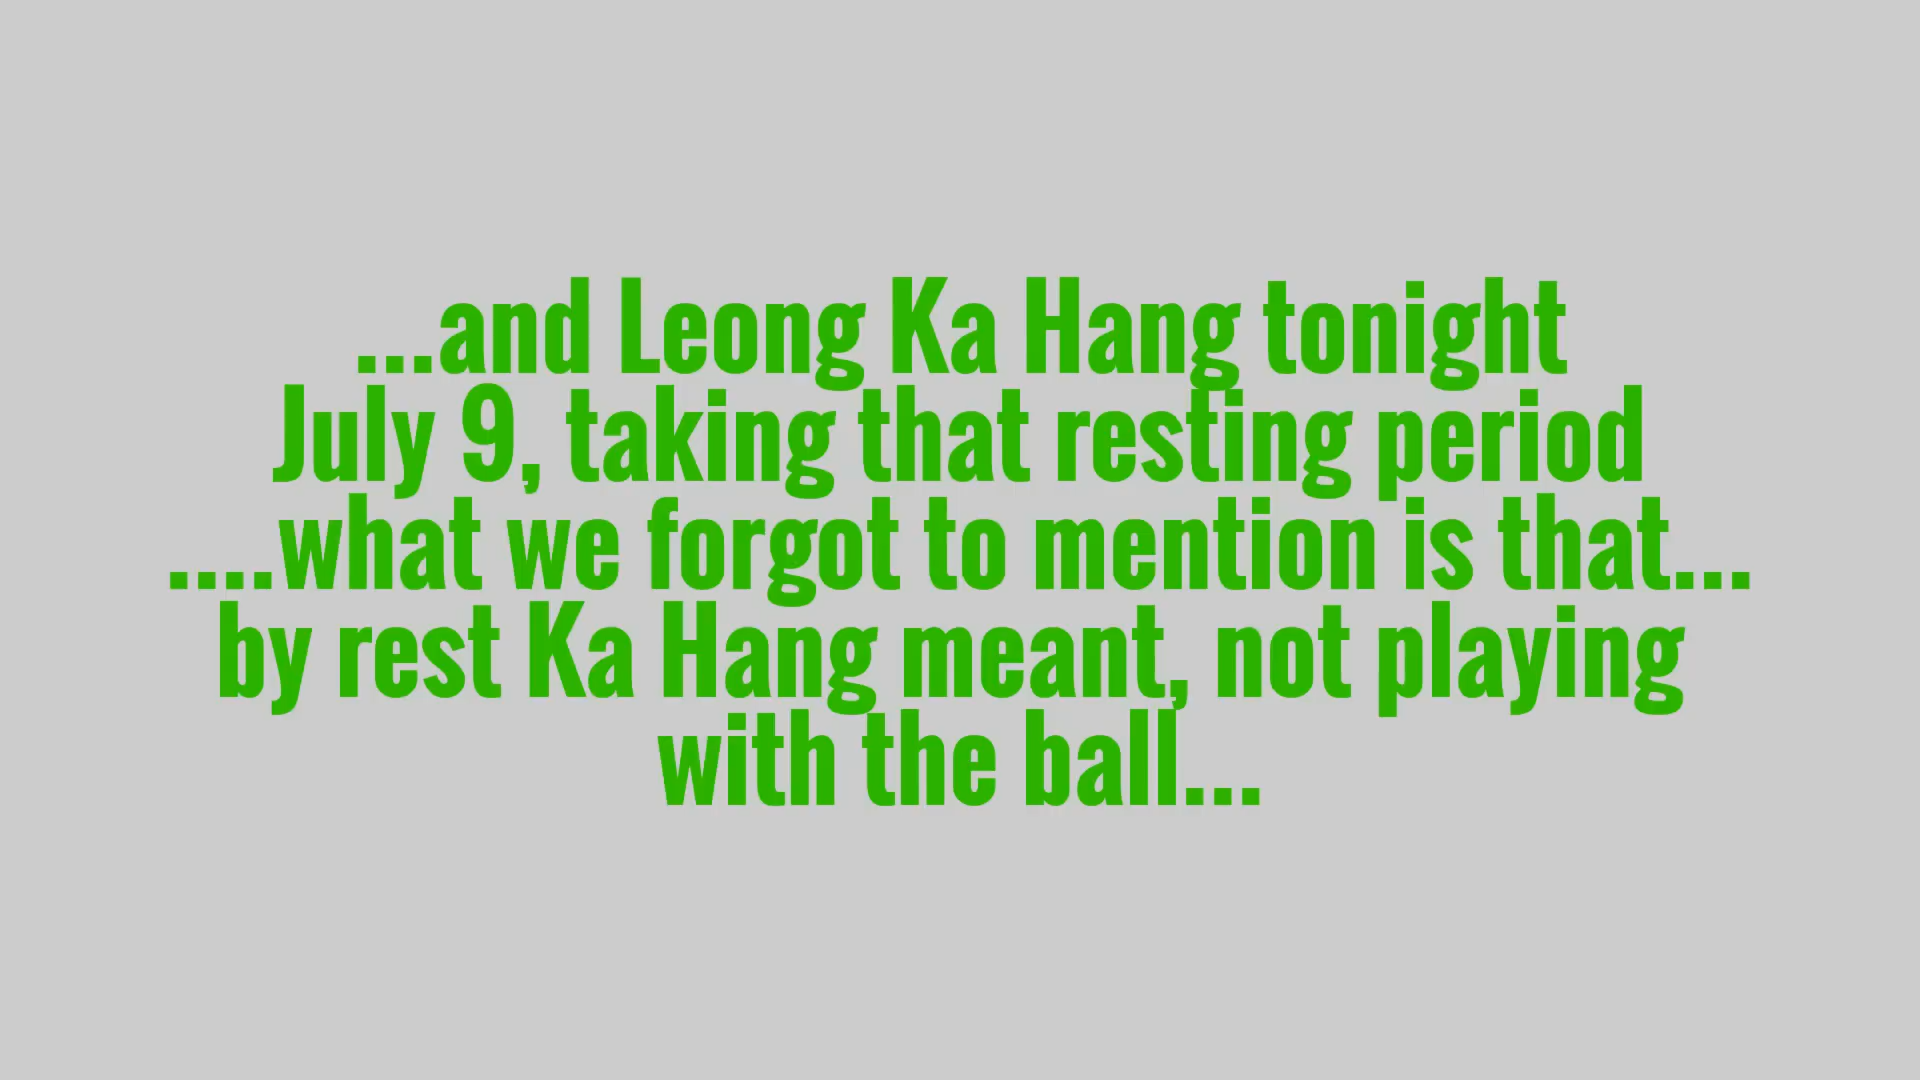 ...and Leong Ka Hang tonight
July 9, taking that resting period
....what we forgot to mention is that...
by rest Ka Hang meant, not playing
with the ball...